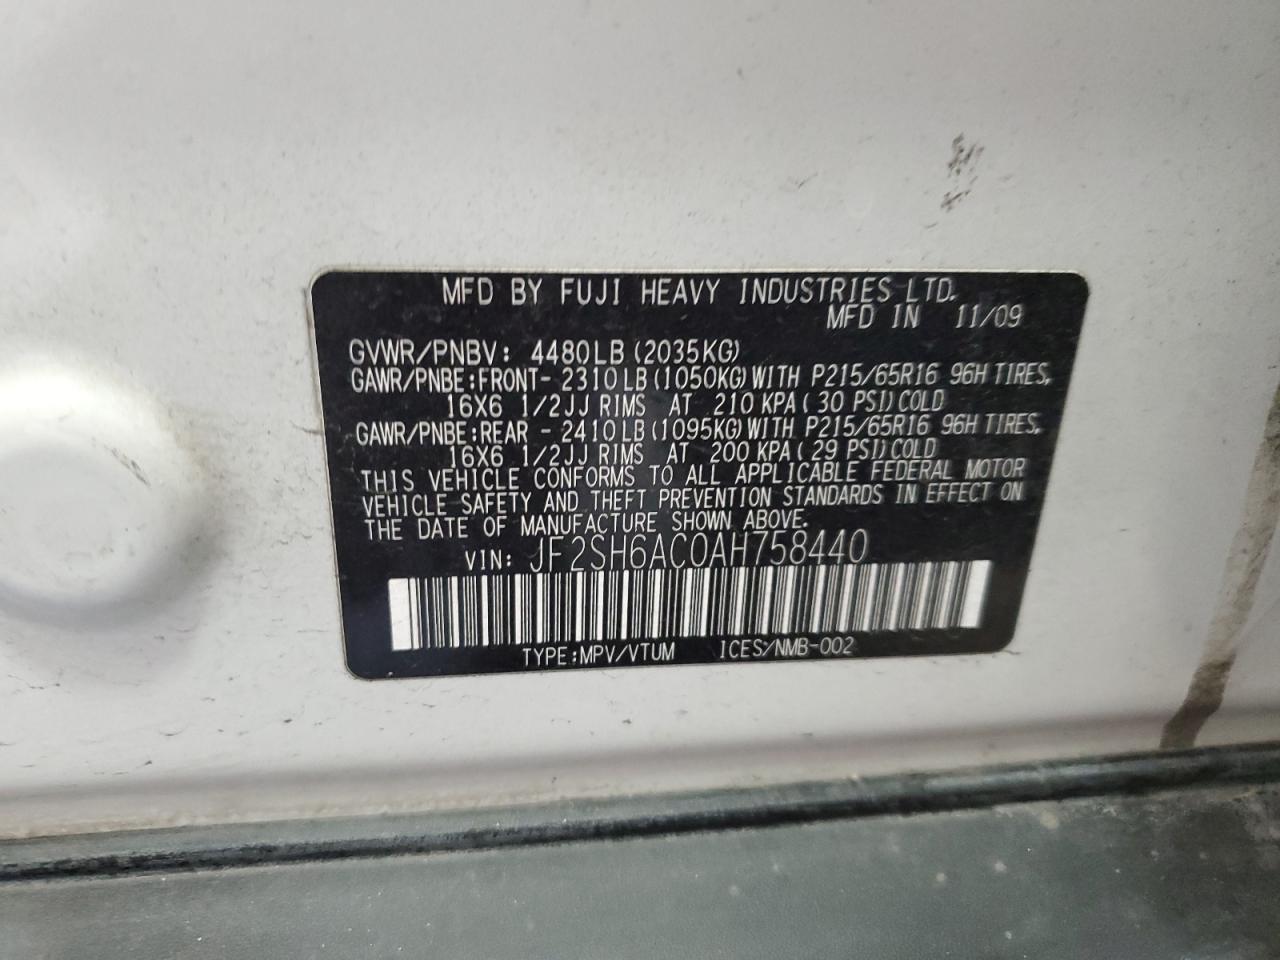 MFD BY FUJI HEAVY INDUSTRIES LTD.
MFD IN 11/09
GVWR/PNBV: 4480LB (2035KG)
GAWR/PNBE:FRONT- 2310LB(1050KG)WITH P215/65R16 96H TIRES,
16X6 1/2JJ RIMS AT 210 KPA( 30 PSI)COLD
GAWR/PNBE:REAR - 2410LB(1095KG)WITH P215/65R16 96H TIRES,
16X6 1/2JJ RIMS AT 200 KPA( 29 PSI)COLD
THIS VEHICLE CONFORMS TO ALL APPLICABLE FEDERAL MOTOR
VEHICLE SAFETY AND THEFT PREVENTION STANDARDS IN EFFECT ON
THE DATE OF MANUFACTURE SHOWN ABOVE.
VIN: JF2SH6AC0AH758440
TYPE:MPV/VTUM ICES/NMB-002